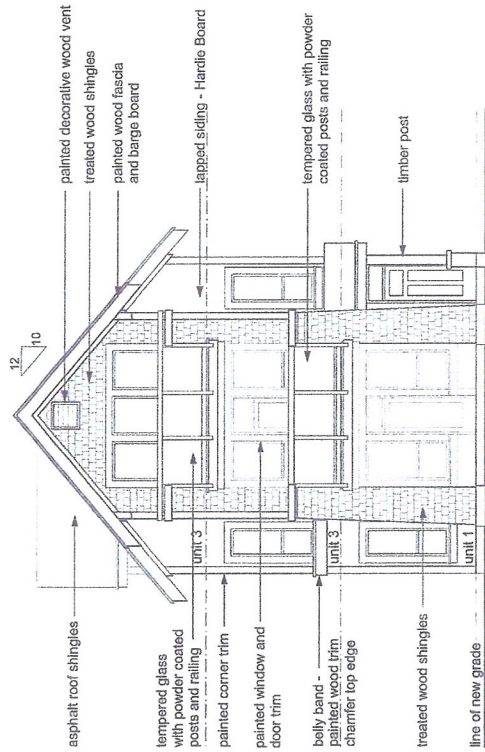 12
10
painted decorative wood vent
treated wood shingles
painted wood fascia
and barge board
lapped siding - Hardie Board
tempered glass with powder
coated posts and railing
timber post
asphalt roof shingles
tempered glass
with powder coated
posts and railing
painted corner trim
painted window and
door trim
belly band -
painted wood trim
chamfer top edge
treated wood shingles
line of new grade
unit 3
unit 3
unit 1